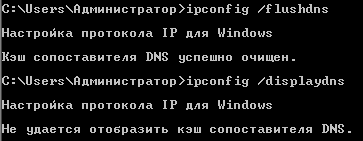 C:\Users\Администратор>ipconfig /flushdns
Настройка протокола IP для Windows
Кэш сопоставителя DNS успешно очищен.
C:\Users\Администратор>ipconfig /displaydns
Настройка протокола IP для Windows
Не удается отобразить кэш сопоставителя DNS.